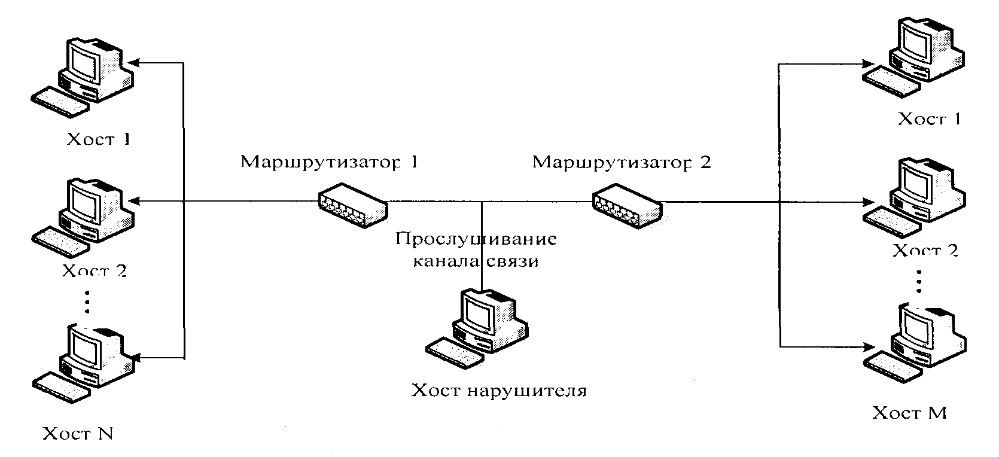 Хост 1
Хост 1
Маршрутизатор 1
Маршрутизатор 2
Прослушивание
канала связи
Хост 2
Хост 2
Хост нарушителя
Хост N
Хост M